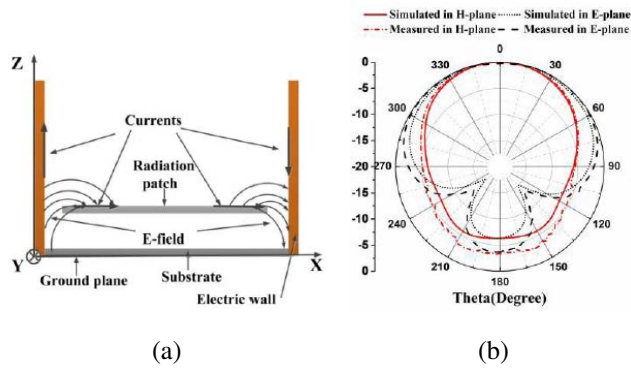 Z
Currents
Radiation
patch
E-field
Y
X
Ground plane
Substrate
Electric wall
(a)
Simulated in H-plane Simulated in E-plane
Measured in H-plane Measured in E-plane
0
330 30
300 60
270 90
240 120
210 150
180
-0
-5
-10
-15
-20
-15
-10
-5
0
Theta(Degree)
(b)